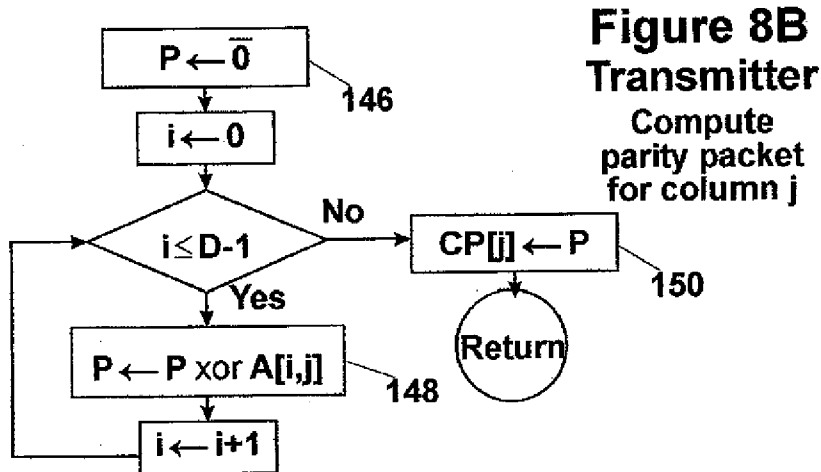 Figure 8B
Transmitter
Compute
parity packet
for column j
P ← 0̅
146
i ← 0
i ≤ D-1
No
CP[j] ← P
150
Yes
Return
P ← P xor A[i,j]
148
i ← i+1